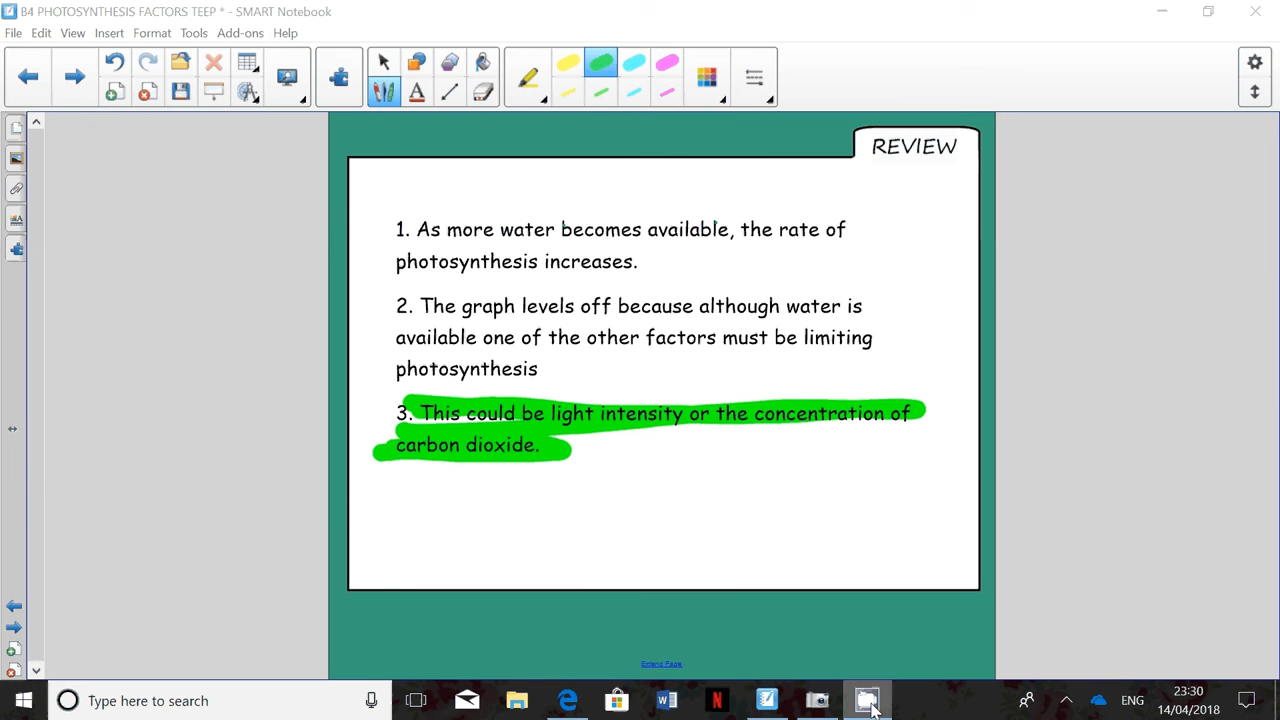 B4 PHOTOSYNTHESIS FACTORS TEEP * - SMART Notebook
File Edit View Insert Format Tools Add-ons Help
REVIEW
1. As more water becomes available, the rate of
photosynthesis increases.
2. The graph levels off because although water is
available one of the other factors must be limiting
photosynthesis
3. This could be light intensity or the concentration of
carbon dioxide.
Extend Page
Type here to search
ENG
23:30
14/04/2018